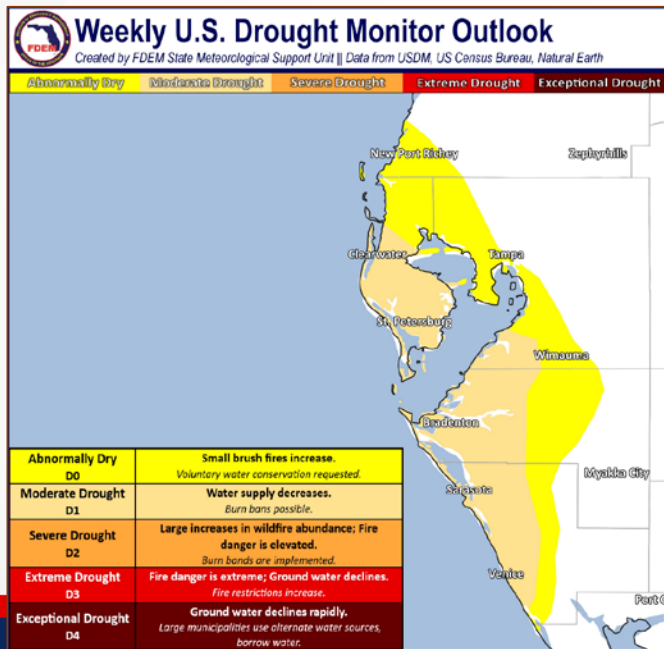 FDEM
Weekly U.S. Drought Monitor Outlook
Created by FDEM State Meteorological Support Unit || Data from USDM, US Census Bureau, Natural Earth
Abnormally Dry Moderate Drought Severe Drought Extreme Drought Exceptional Drought
New Port Richey
Zephyrhills
Clearwater
Tampa
St. Petersburg
Wimauma
Bradenton
Myakka City
Sarasota
Venice
Port C
Abnormally Dry
D0
Small brush fires increase.
Voluntary water conservation requested.
Moderate Drought
D1
Water supply decreases.
Burn bans possible.
Severe Drought
D2
Large increases in wildfire abundance; Fire
danger is elevated.
Burn bands are implemented.
Extreme Drought
D3
Fire danger is extreme; Ground water declines.
Fire restrictions increase.
Exceptional Drought
D4
Ground water declines rapidly.
Large municipalities use alternate water sources,
borrow water.